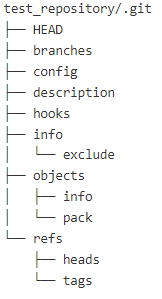 test_repository/.git
├── HEAD
├── branches
├── config
├── description
├── hooks
├── info
│   └── exclude
├── objects
│   ├── info
│   └── pack
└── refs
    ├── heads
    └── tags